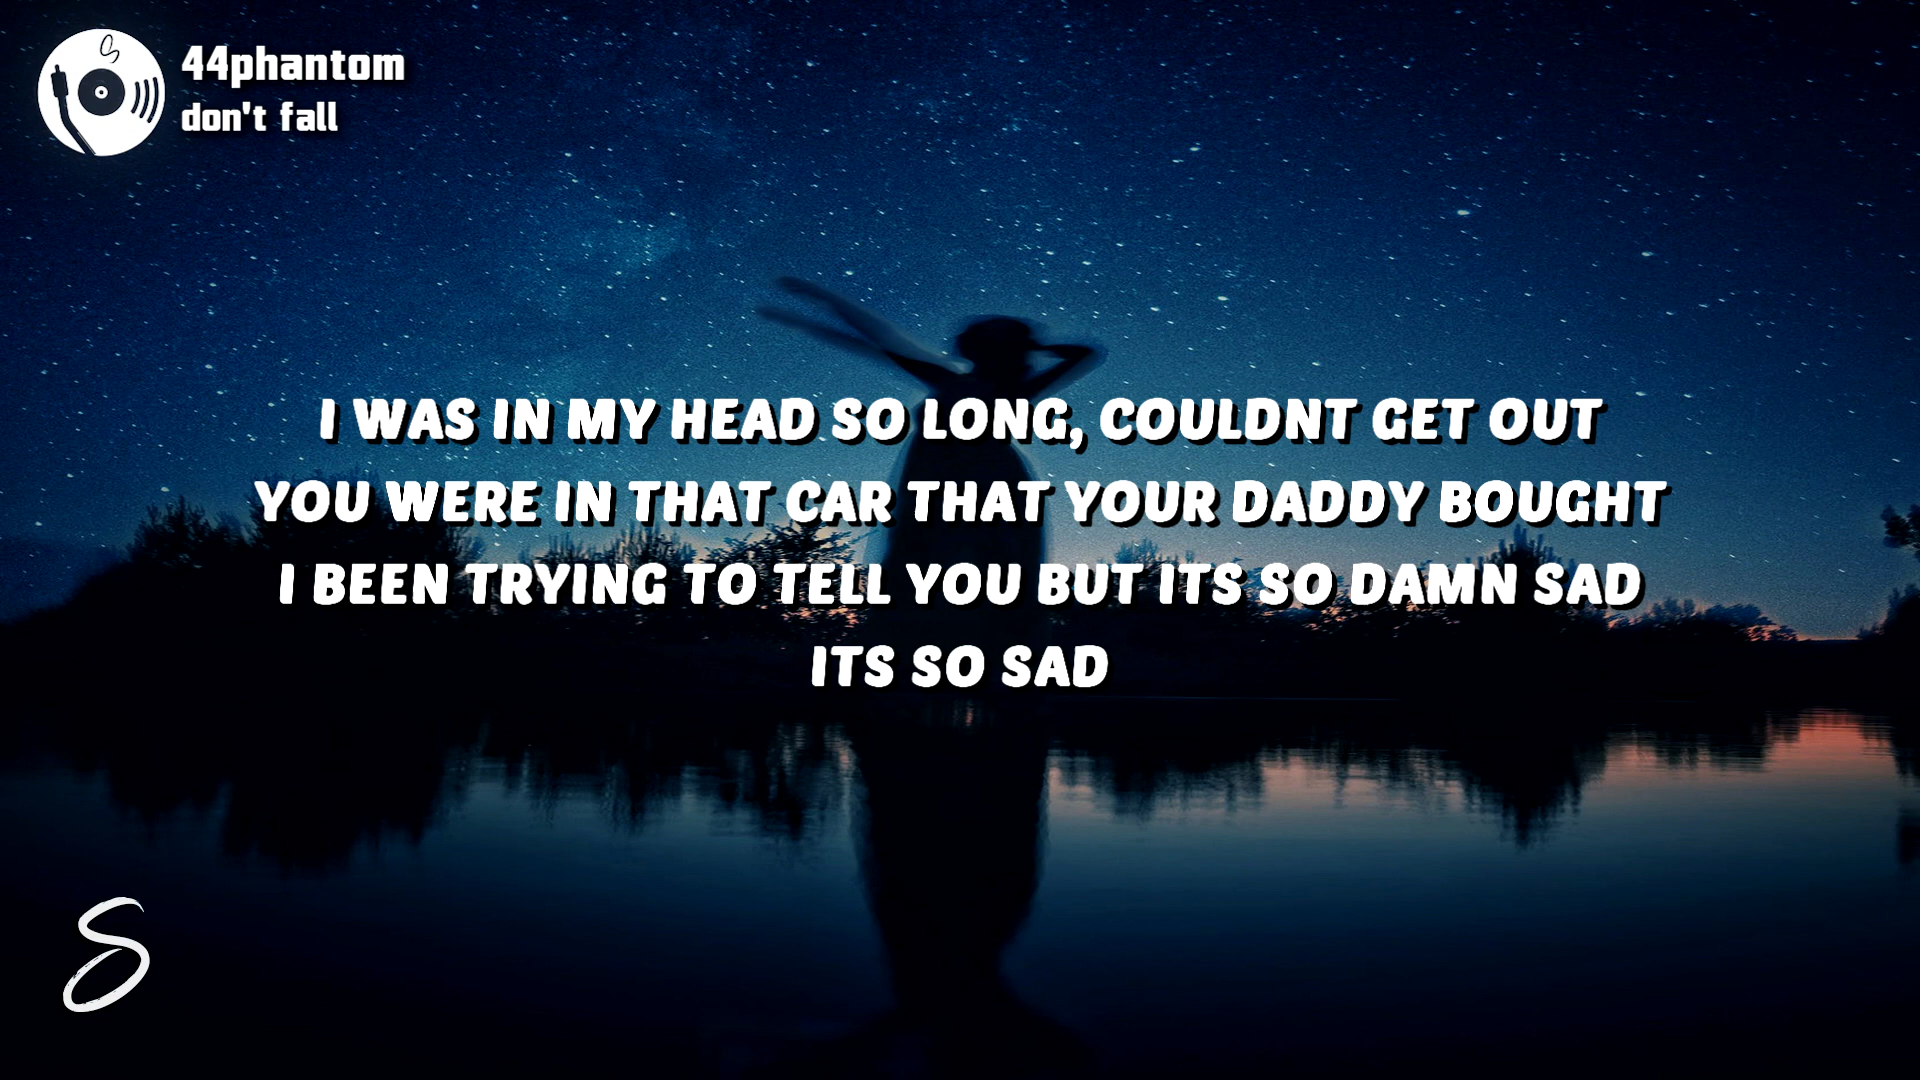 44phantom
don't fall
I WAS IN MY HEAD SO LONG, COULDNT GET OUT
YOU WERE IN THAT CAR THAT YOUR DADDY BOUGHT
I BEEN TRYING TO TELL YOU BUT ITS SO DAMN SAD
ITS SO SAD
S